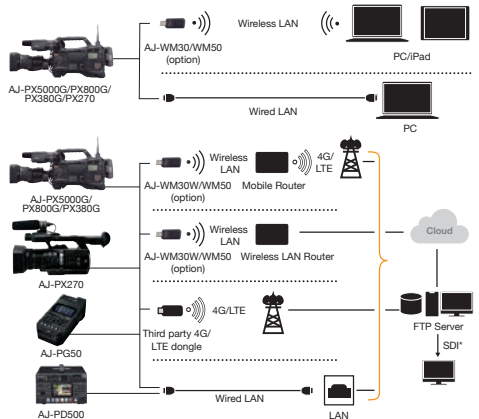 Wireless LAN
AJ-WM30/WM50
(option)
PC/iPad
AJ-PX5000G/PX800G/
PX380G/PX270
Wired LAN
PC
Wireless
LAN
4G/
LTE
AJ-WM30W/WM50
(option)
Mobile Router
AJ-PX5000G/
PX800G/PX380G
Wireless
LAN
AJ-WM30W/WM50
(option)
Wireless LAN Router
Cloud
AJ-PX270
4G/LTE
Third party 4G/
LTE dongle
FTP Server
AJ-PG50
SDI*
Wired LAN
AJ-PD500
LAN